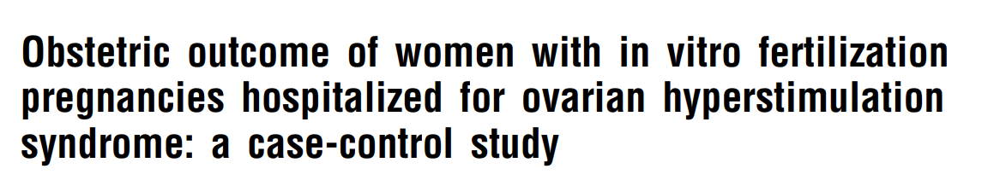 Obstetric outcome of women with in vitro fertilization
pregnancies hospitalized for ovarian hyperstimulation
syndrome: a case-control study